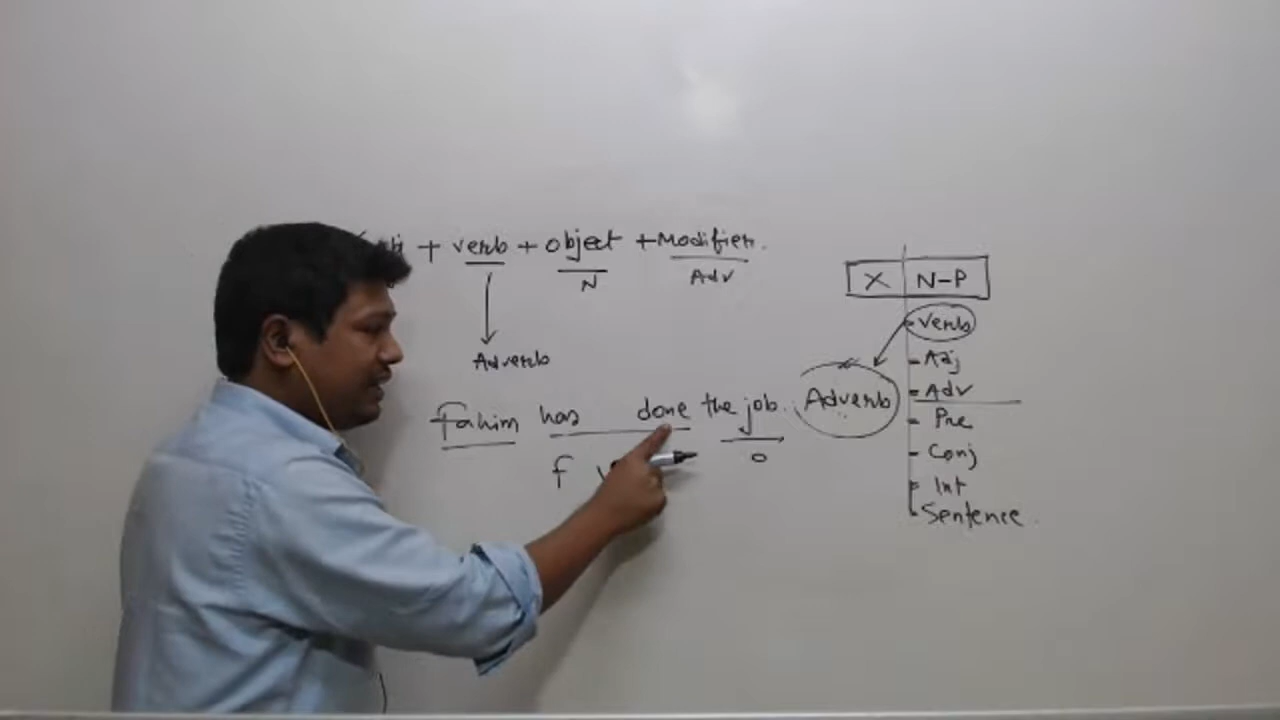 + verb + object + Modifier.
N Adv
Adverb
X N-P
Verb
Adj
Adv
Pre
Conj
Int
Sentence.
Adverb
Fahim has done the job.
f
o